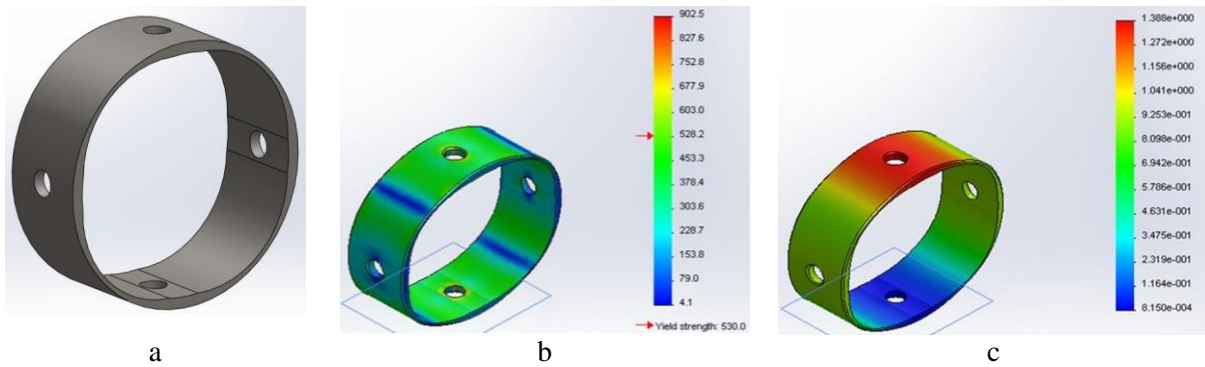 902.5
827.6
752.8
677.9
603.0
528.2
453.3
378.4
303.6
228.7
153.8
79.0
4.1
Yield strength: 530.0
1.388e+000
1.272e+000
1.156e+000
1.041e+000
9.253e-001
8.098e-001
6.942e-001
5.786e-001
4.631e-001
3.475e-001
2.319e-001
1.164e-001
8.150e-004
a
b
c